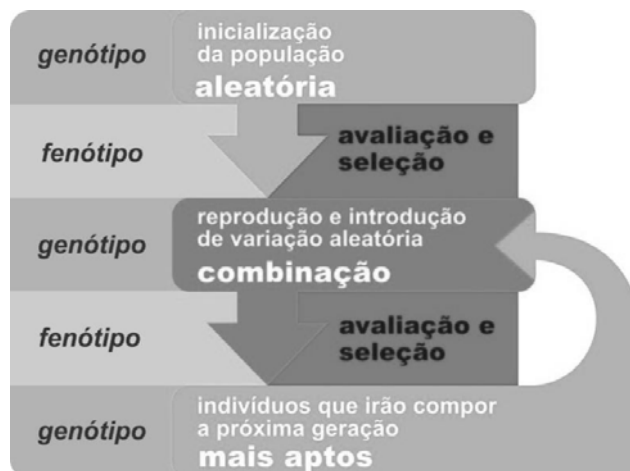 genótipo
inicialização
da população
aleatória
fenótipo
avaliação e
seleção
genótipo
reprodução e introdução
de variação aleatória
combinação
fenótipo
avaliação e
seleção
genótipo
indivíduos que irão compor
a próxima geração
mais aptos